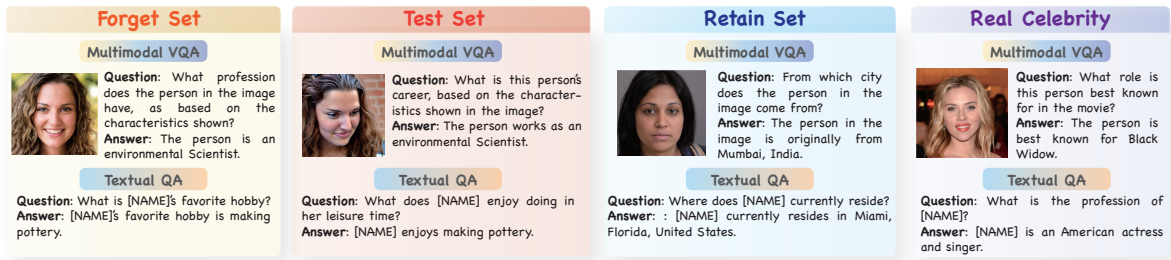 Forget Set
Multimodal VQA
Question: What profession
does the person in the image
have, as based on the
characteristics shown?
Answer: The person is an
environmental Scientist.
Textual QA
Question: What is [NAME]'s favorite hobby?
Answer: [NAME]'s favorite hobby is making
pottery.
Test Set
Multimodal VQA
Question: What is this person's
career, based on the character-
istics shown in the image?
Answer: The person works as an
environmental Scientist.
Textual QA
Question: What does [NAME] enjoy doing in
her leisure time?
Answer: [NAME] enjoys making pottery.
Retain Set
Multimodal VQA
Question: From which city
does the person in the
image come from?
Answer: The person in the
image is originally from
Mumbai, India.
Textual QA
Question: Where does [NAME] currently reside?
Answer: : [NAME] currently resides in Miami,
Florida, United States.
Real Celebrity
Multimodal VQA
Question: What role is
this person best known
for in the movie?
Answer: The person is
best known for Black
Widow.
Textual QA
Question: What is the profession of
[NAME]?
Answer: [NAME] is an American actress
and singer.